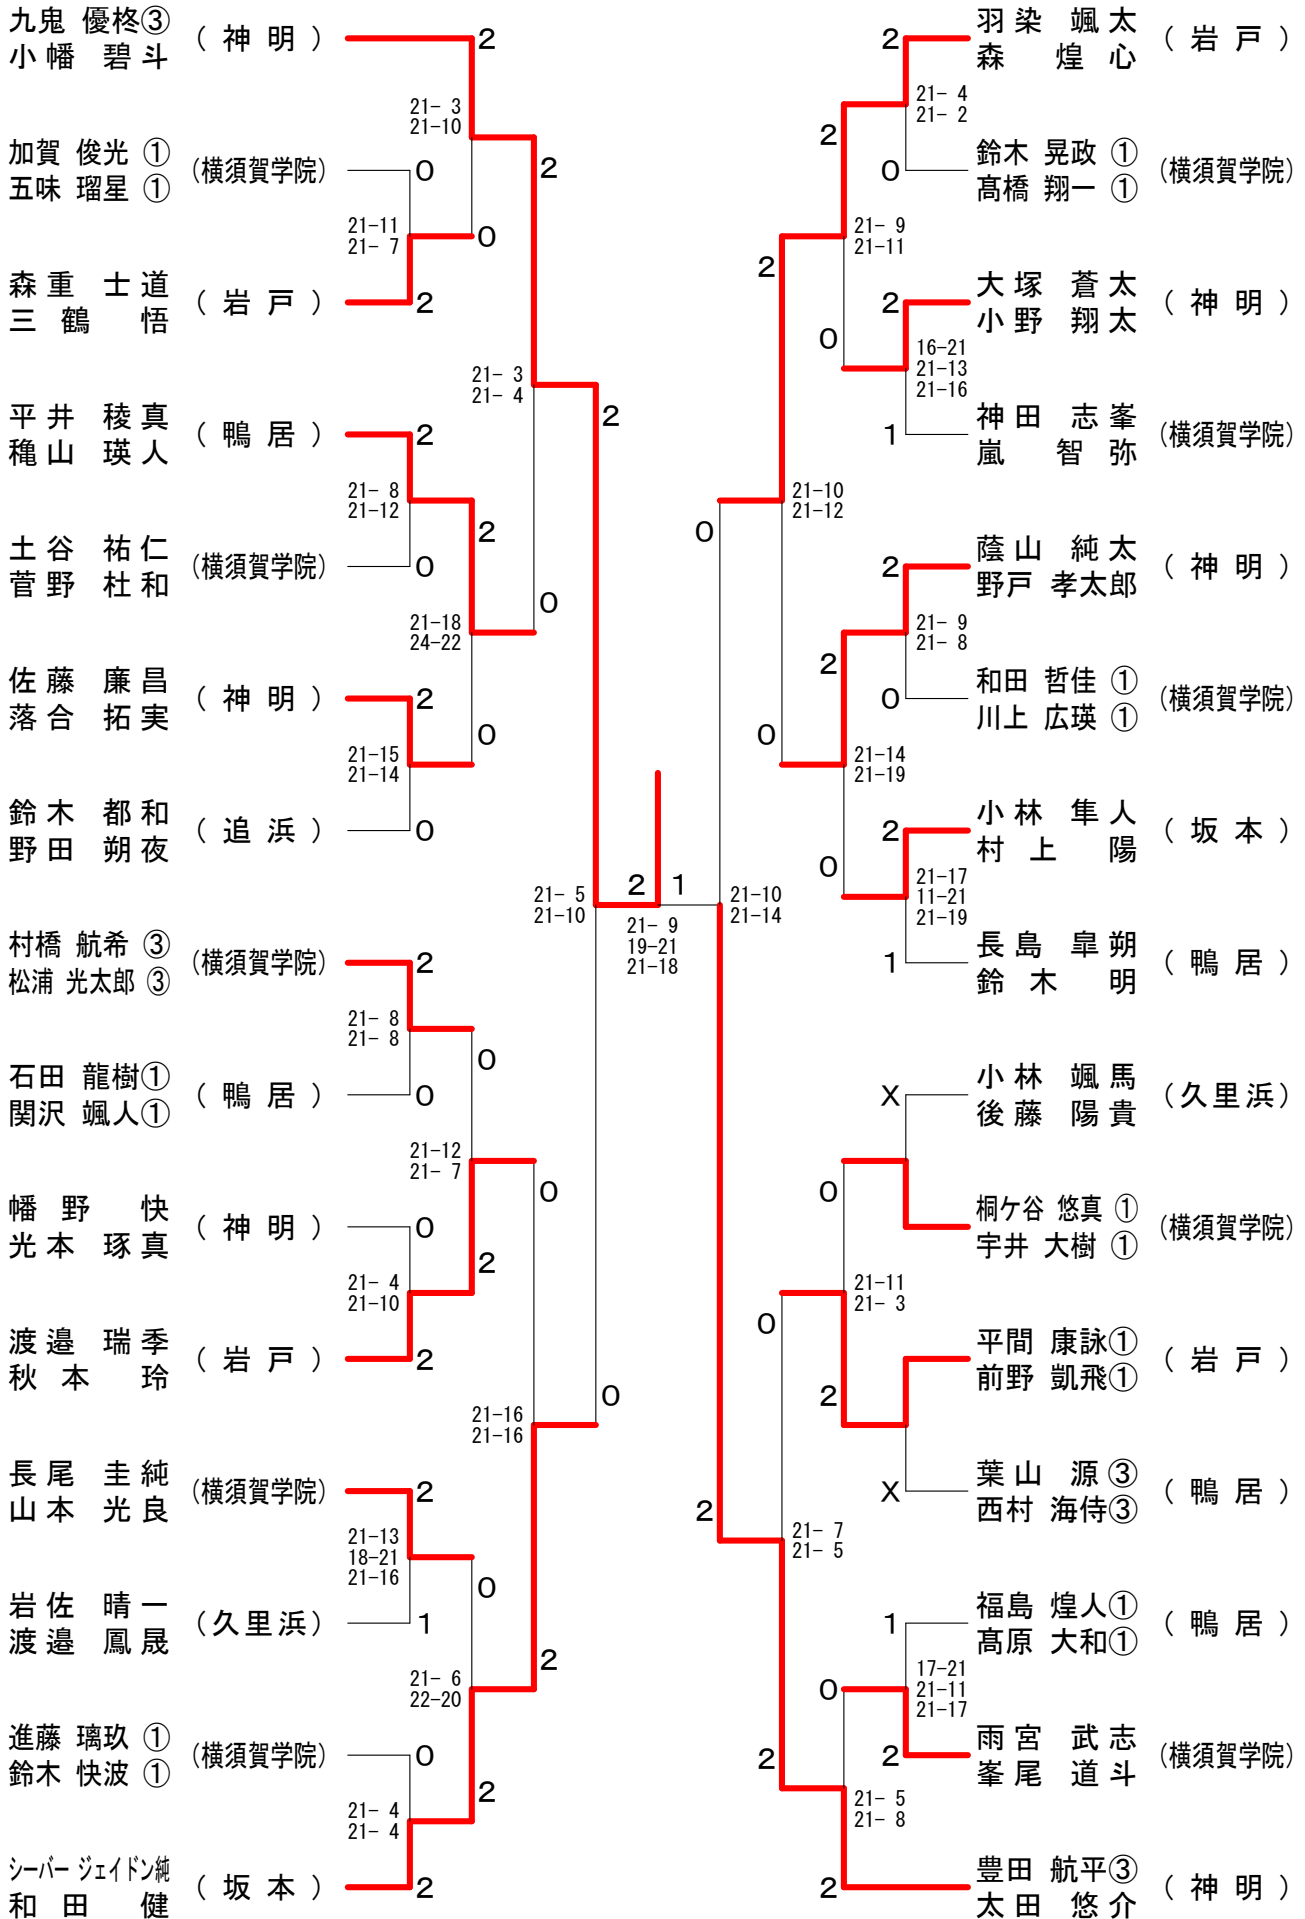 九鬼 優柊③
小幡 碧斗
( 神 明 )
2
21- 3
21-10
加賀 俊光 ①
五味 瑠星 ①
(横須賀学院)
0
2
21-11
21- 7
0
森重 士道
三鶴 悟
( 岩 戸 )
2
21- 3
21- 4
2
平井 稜真
穐山 瑛人
( 鴨 居 )
2
21- 8
21-12
2
土谷 祐仁
菅野 杜和
(横須賀学院)
0
0
21-18
24-22
佐藤 廉昌
落合 拓実
( 神 明 )
2
0
21-15
21-14
鈴木 都和
野田 朔夜
( 追 浜 )
0
21- 5
21-10
村橋 航希 ③
松浦 光太郎 ③
(横須賀学院)
2
21- 8
21- 8
0
石田 龍樹①
関沢 颯人①
( 鴨 居 )
0
21-12
21- 7
0
幡野 快
光本 琢真
( 神 明 )
0
2
21- 4
21-10
渡邉 瑞季
秋本 玲
( 岩 戸 )
2
0
21-16
21-16
長尾 圭純
山本 光良
(横須賀学院)
2
21-13
18-21
21-16
0
岩佐 晴一
渡邉 鳳晟
(久里浜)
1
2
21- 6
22-20
進藤 璃玖 ①
鈴木 快波 ①
(横須賀学院)
0
2
21- 4
21- 4
シーバー ジェイドン純
和田 健
( 坂 本 )
2
2
1
21- 9
19-21
21-18
2
羽染 颯太
森 煌心
( 岩 戸 )
21- 4
21- 2
2
0
鈴木 晃政 ①
髙橋 翔一 ①
(横須賀学院)
21- 9
21-11
2
2
大塚 蒼太
小野 翔太
( 神 明 )
0
16-21
21-13
21-16
1
神田 志峯
嵐 智弥
(横須賀学院)
21-10
21-12
0
2
蔭山 純太
野戸 孝太郎
( 神 明 )
21- 9
21- 8
2
0
和田 哲佳 ①
川上 広瑛 ①
(横須賀学院)
0
21-14
21-19
2
小林 隼人
村上 陽
( 坂 本 )
0
21-17
11-21
21-19
21-10
21-14
1
長島 皐朔
鈴木 明
( 鴨 居 )
X
小林 颯馬
後藤 陽貴
(久里浜)
0
桐ケ谷 悠真 ①
宇井 大樹 ①
(横須賀学院)
21-11
21- 3
0
平間 康詠①
前野 凱飛①
( 岩 戸 )
2
X
葉山 源 ③
西村 海侍③
( 鴨 居 )
2
21- 7
21- 5
1
福島 煌人①
髙原 大和①
( 鴨 居 )
17-21
21-11
21-17
0
2
雨宮 武志
峯尾 道斗
(横須賀学院)
2
21- 5
21- 8
2
豊田 航平③
太田 悠介
( 神 明 )